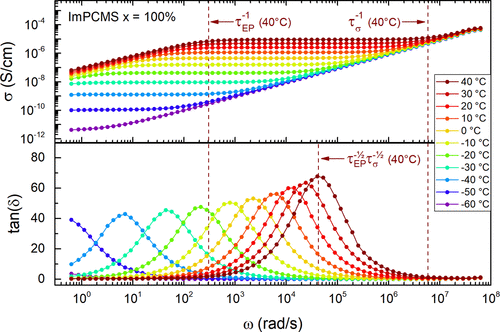 ImPCMS x = 100%
τ_EP^-1 (40°C)
τ_σ^-1 (40°C)
σ (S/cm)
10^-4
10^-6
10^-8
10^-10
10^-12
40 °C
30 °C
20 °C
10 °C
0 °C
-10 °C
-20 °C
-30 °C
-40 °C
-50 °C
-60 °C
τ_EP^½ τ_σ^-½ (40°C)
tan(δ)
80
60
40
20
0
10^0 10^1 10^2 10^3 10^4 10^5 10^6 10^7 10^8
ω (rad/s)